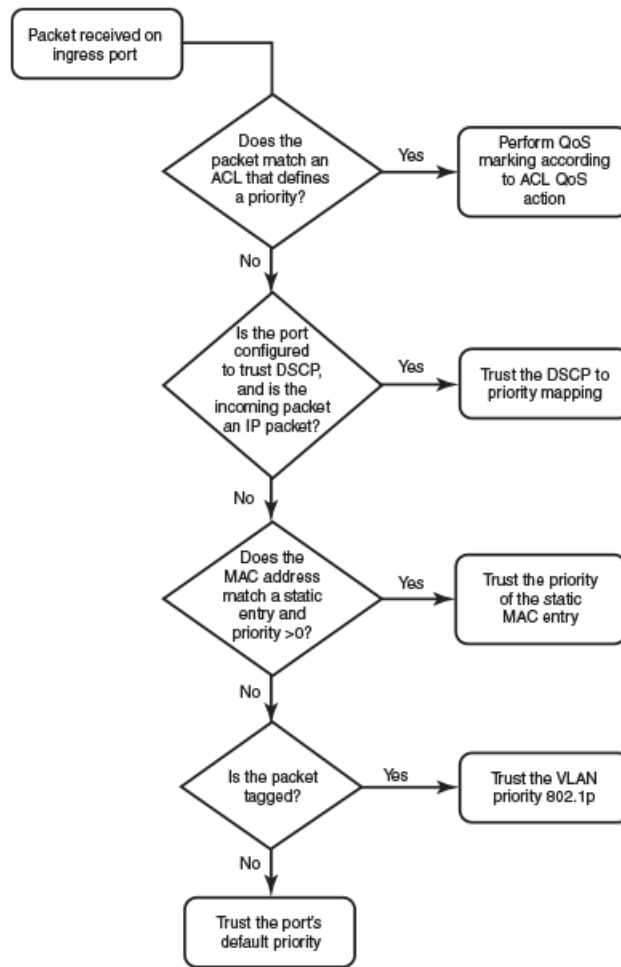 Packet received on
ingress port
Does the
packet match an
ACL that defines
a priority?
Yes
Perform QoS
marking according
to ACL QoS
action
No
Is the port
configured
to trust DSCP,
and is the
incoming packet
an IP packet?
Yes
Trust the DSCP to
priority mapping
No
Does the
MAC address
match a static
entry and
priority >0?
Yes
Trust the priority
of the static
MAC entry
No
Is the packet
tagged?
Yes
Trust the VLAN
priority 802.1p
No
Trust the port's
default priority